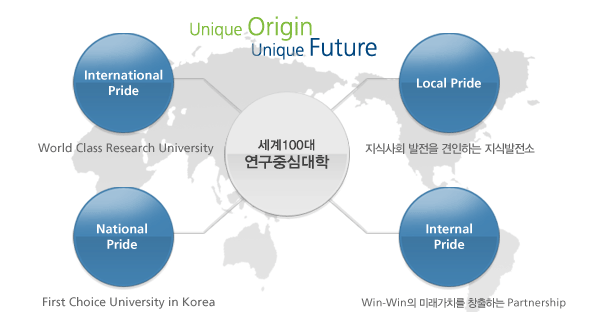 Unique Origin
Unique Future
International
Pride
World Class Research University
Local Pride
지식사회 발전을 견인하는 지식발전소
세계100대
연구중심대학
National
Pride
First Choice University in Korea
Internal
Pride
Win-Win의 미래가치를 창출하는 Partnership